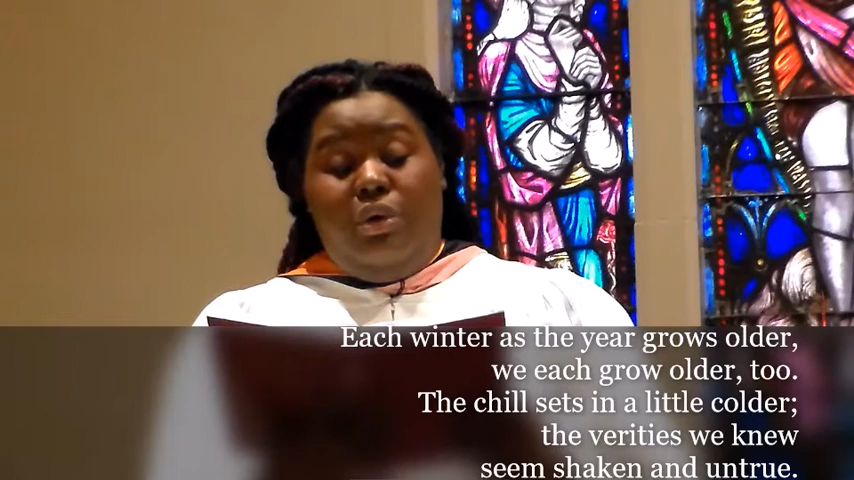 Each winter as the year grows older,
we each grow older, too.
The chill sets in a little colder;
the verities we knew
seem shaken and untrue.